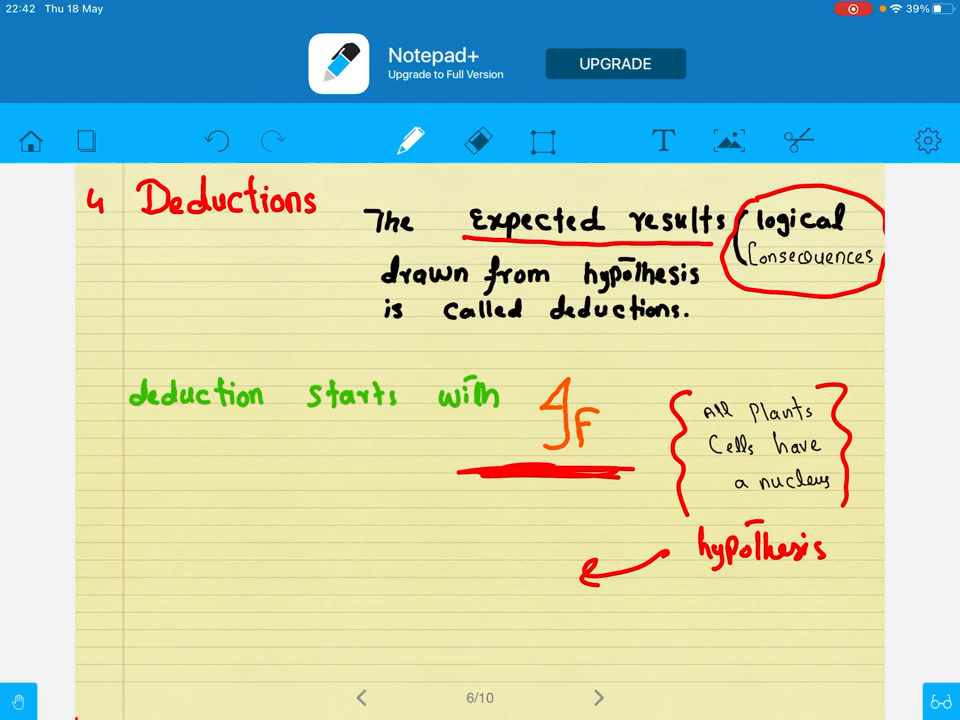 22:42 Thu 18 May
39%
Notepad+
Upgrade to Full Version
UPGRADE
T
4 Deductions
The Expected results (logical
Consequences
drawn from hypothesis
is called deductions.
deduction starts with If
All Plants
Cells have
a nucleus
hypothesis
6/10